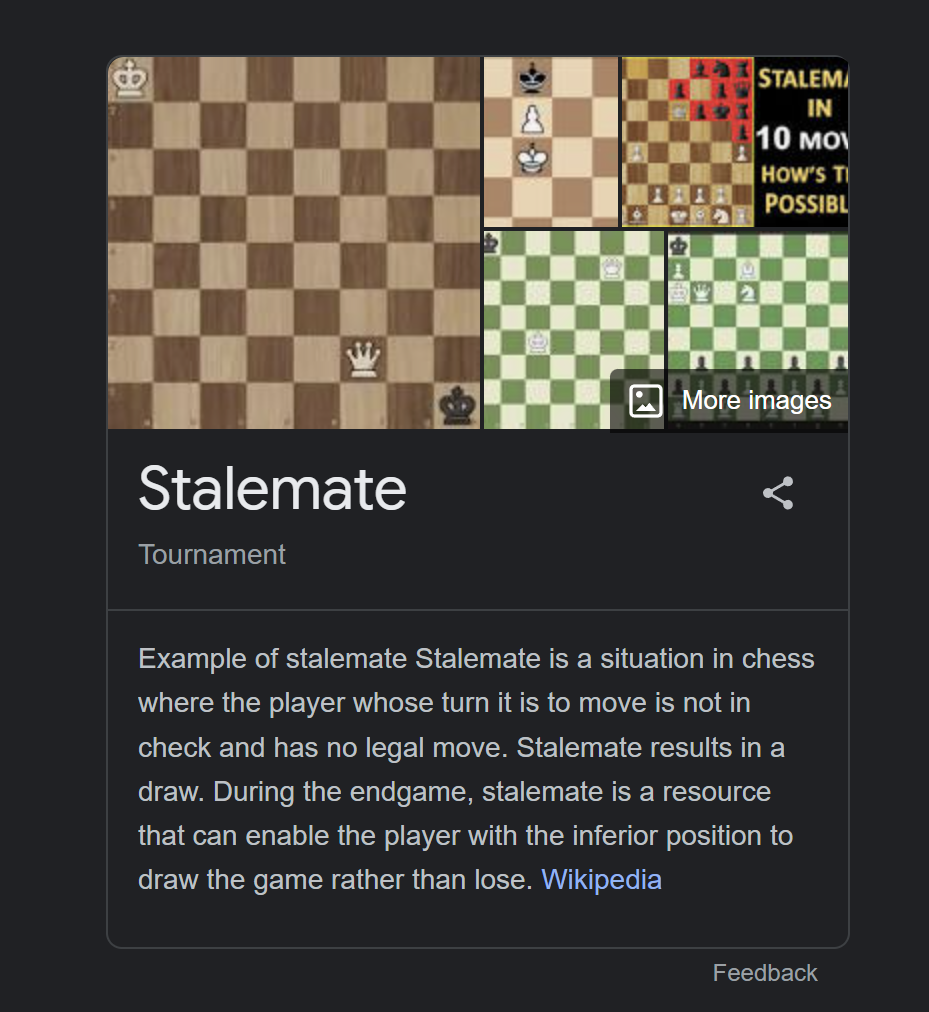 STALEMA
IN
10 MOV
HOW'S T
POSSIBL
More images
Stalemate
Tournament
Example of stalemate Stalemate is a situation in chess
where the player whose turn it is to move is not in
check and has no legal move. Stalemate results in a
draw. During the endgame, stalemate is a resource
that can enable the player with the inferior position to
draw the game rather than lose. Wikipedia
Feedback